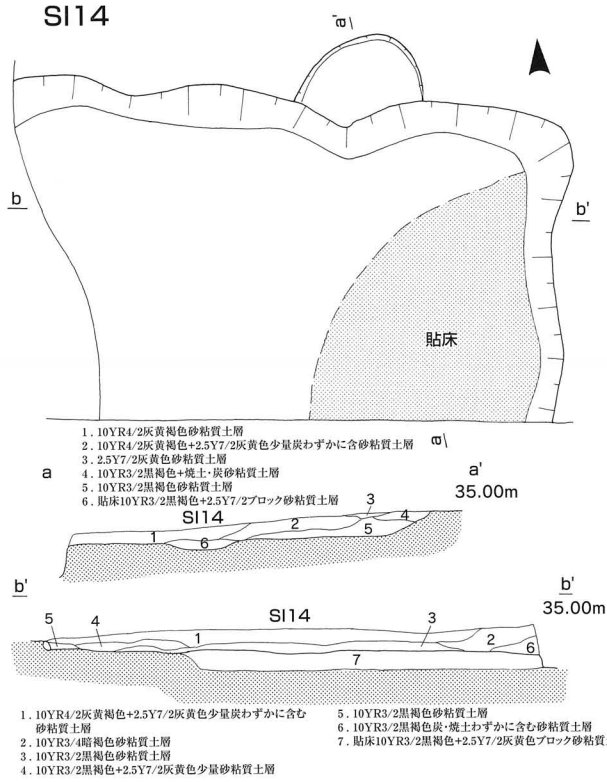 SI14
a
b
b'
貼床
1. 10YR4/2灰黄褐色砂粘質土層
2. 10YR4/2灰黄褐色+2.5Y7/2灰黄色少量炭わずかに含砂粘質土層
3. 2.5Y7/2灰黄色砂粘質土層
4. 10YR3/2黒褐色+焼土・炭砂粘質土層
5. 10YR3/2黒褐色砂粘質土層
6. 貼床10YR3/2黒褐色+2.5Y7/2ブロック砂粘質土層
a
a
a'
35.00m
SI14
1
6
2
3
5
4
b'
b'
35.00m
SI14
5
4
1
3
2
6
7
1. 10YR4/2灰黄褐色+2.5Y7/2灰黄色少量炭わずかに含む
砂粘質土層
2. 10YR3/4暗褐色砂粘質土層
3. 10YR3/2黒褐色砂粘質土層
4. 10YR3/2黒褐色+2.5Y7/2灰黄色少量砂粘質土層
5. 10YR3/2黒褐色砂粘質土層
6. 10YR3/2黒褐色炭・焼土わずかに含む砂粘質土層
7. 貼床10YR3/2黒褐色+2.5Y7/2灰黄色ブロック砂粘質土層